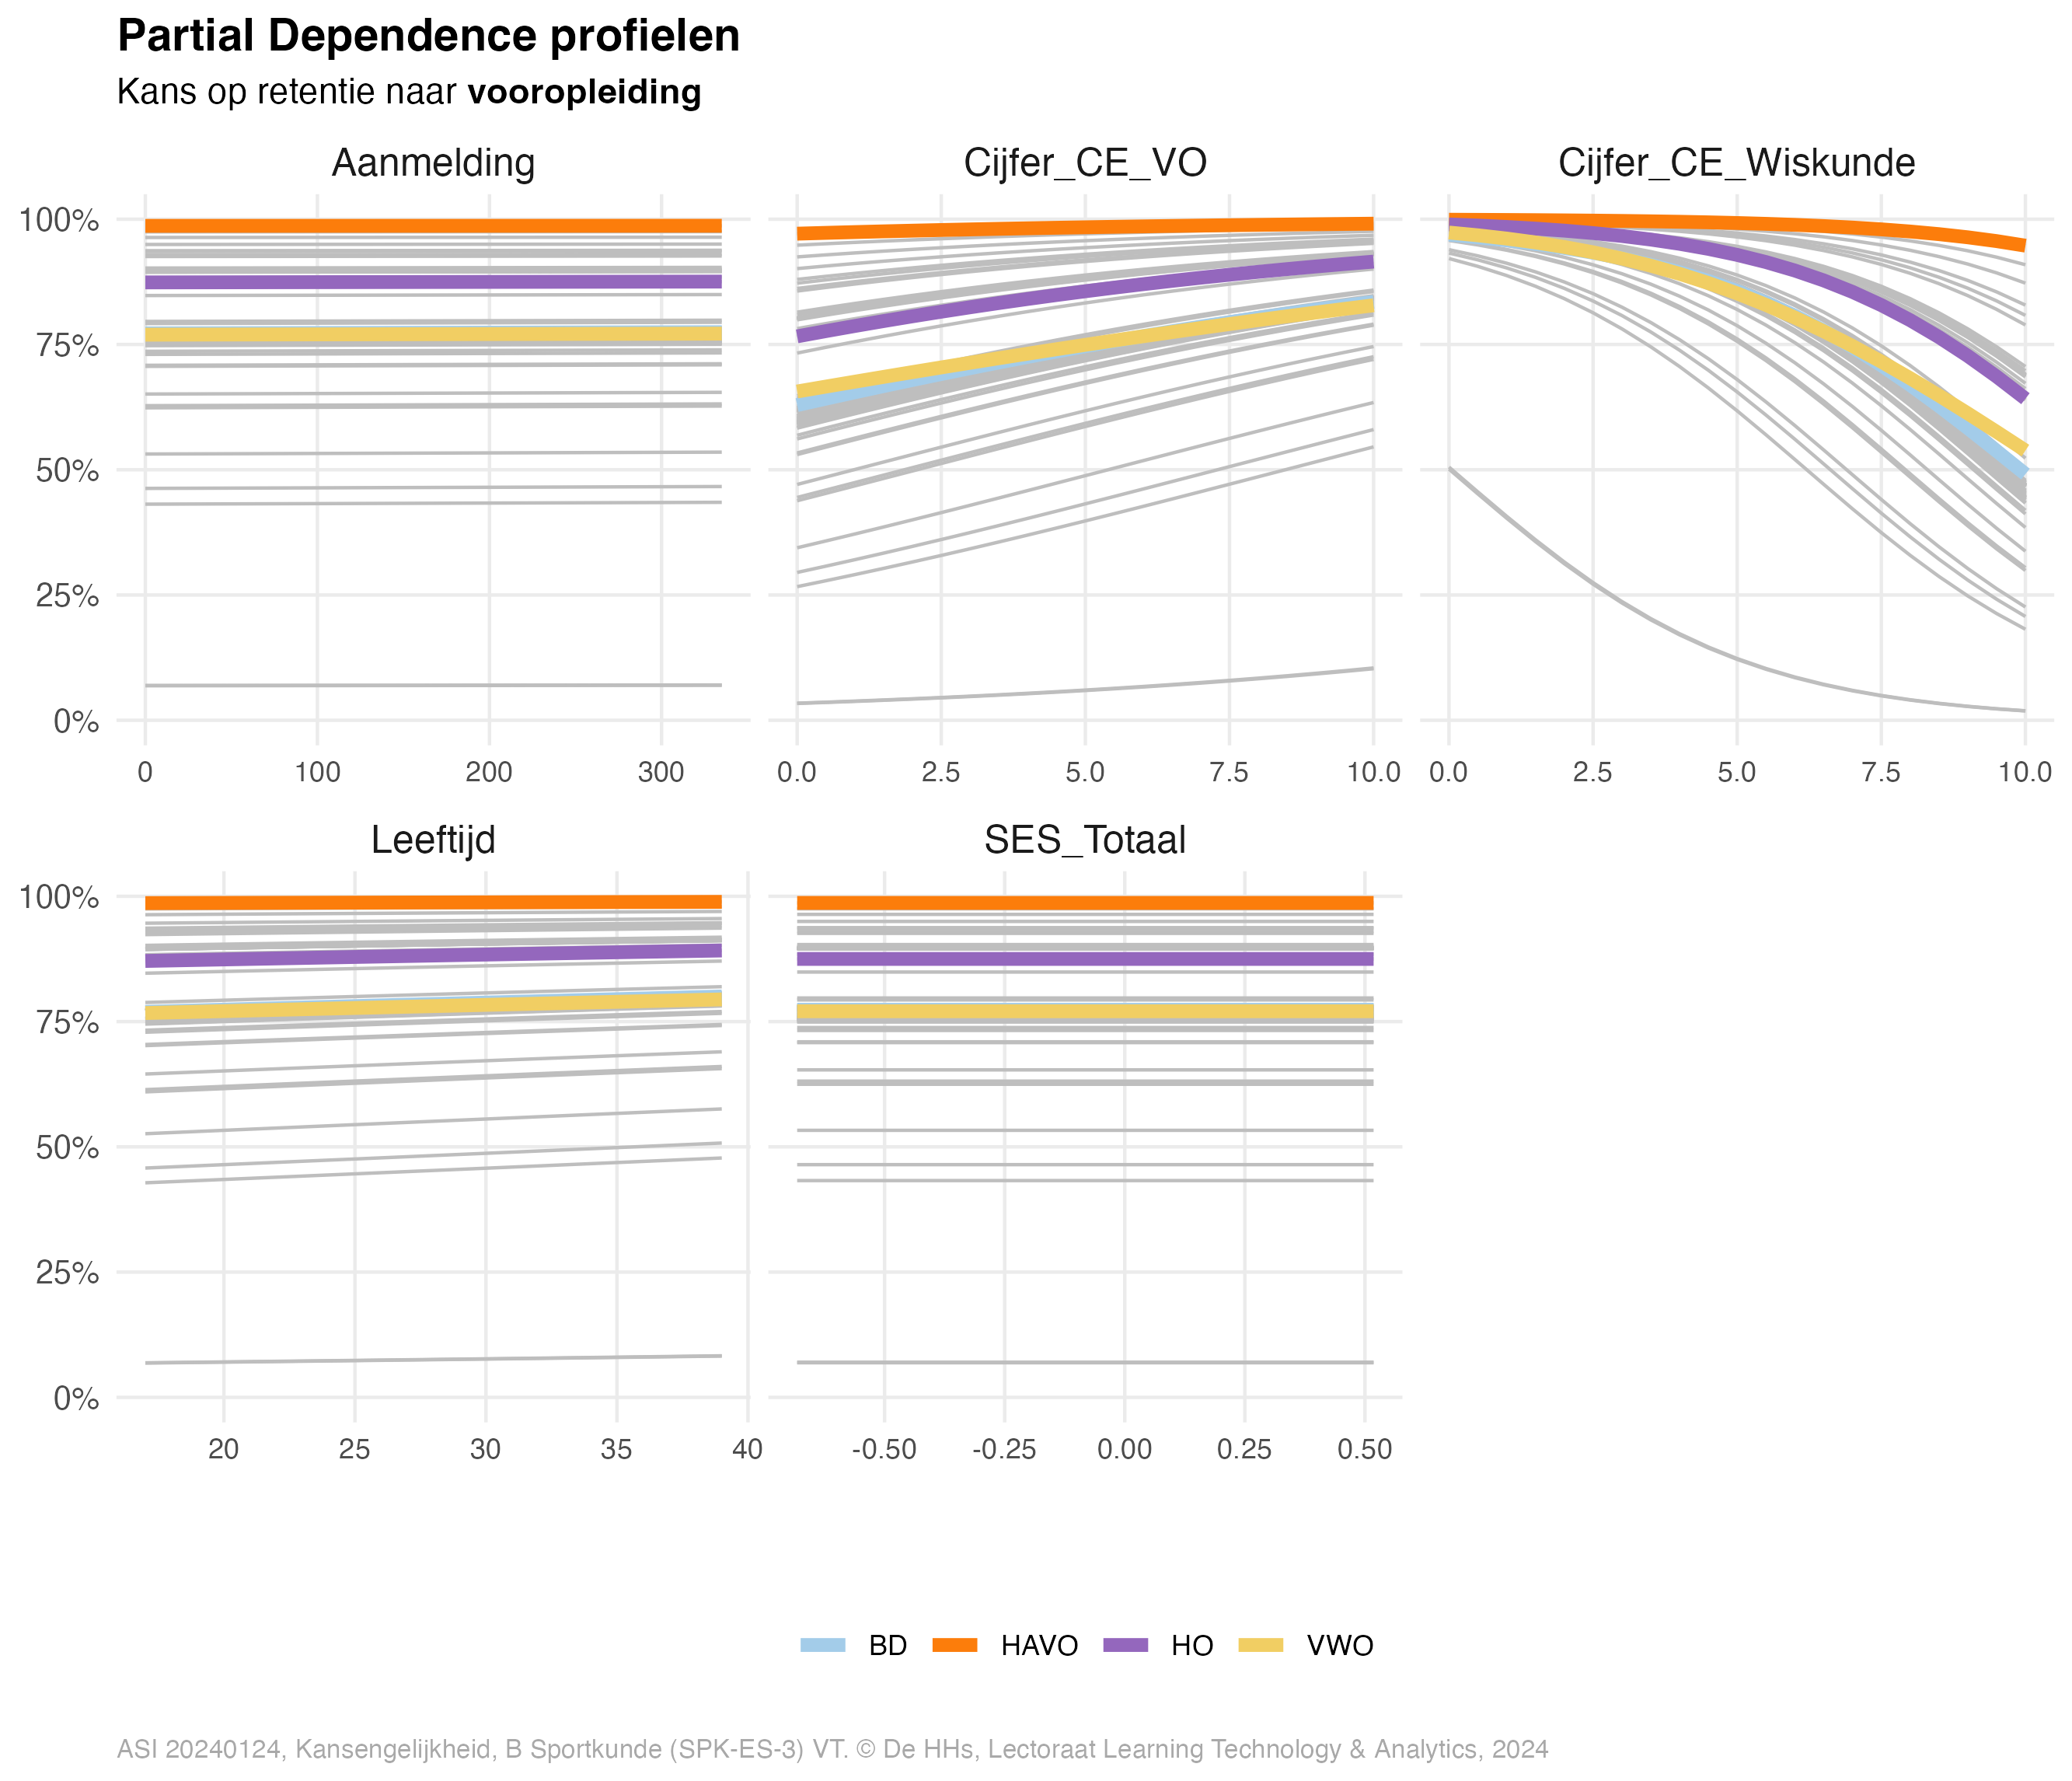 Partial Dependence profielen
Kans op retentie naar vooropleiding
Aanmelding
Cijfer_CE_VO
Cijfer_CE_Wiskunde
100%
75%
50%
25%
0%
0 100 200 300
0.0 2.5 5.0 7.5 10.0
0.0 2.5 5.0 7.5 10.0
Leeftijd
SES_Totaal
100%
75%
50%
25%
0%
20 25 30 35 40
-0.50 -0.25 0.00 0.25 0.50
BD HAVO HO VWO
ASI 20240124, Kansengelijkheid, B Sportkunde (SPK-ES-3) VT. © De HHs, Lectoraat Learning Technology & Analytics, 2024